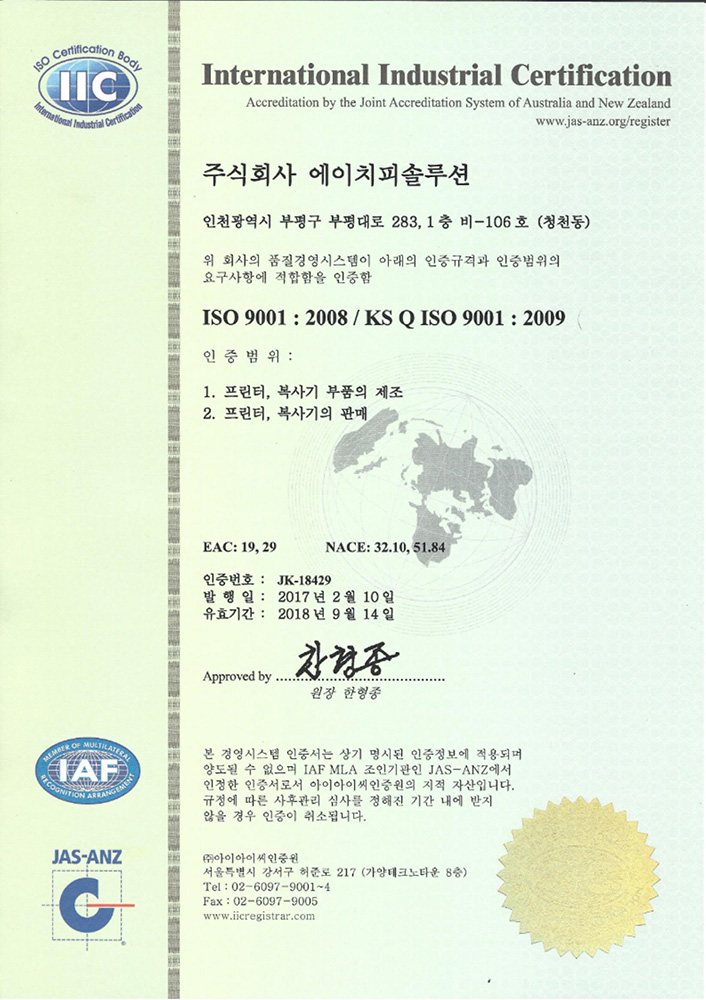 ISO Certification Body
IIC
International Industrial Certification
International Industrial Certification
Accreditation by the Joint Accreditation System of Australia and New Zealand
www.jas-anz.org/register
주식회사 에이치피솔루션
인천광역시 부평구 부평대로 283, 1층 비-106호 (청천동)
위 회사의 품질경영시스템이 아래의 인증규격과 인증범위의
요구사항에 적합함을 인증함
ISO 9001 : 2008 / KS Q ISO 9001 : 2009
인 증 범 위 :
1. 프린터, 복사기 부품의 제조
2. 프린터, 복사기의 판매
EAC: 19, 29 NACE: 32.10, 51.84
인증번호 : JK-18429
발 행 일 : 2017년 2월 10일
유효기간 : 2018년 9월 14일
Approved by
한형종
원장 한형종
MEMBER OF MULTILATERAL
IAF
RECOGNITION ARRANGEMENT
본 경영시스템 인증서는 상기 명시된 인증정보에 적용되며
양도될 수 없으며 IAF MLA 조인기관인 JAS-ANZ에서
인정한 인증서로서 아이아이씨인증원의 지적 자산입니다.
규정에 따른 사후관리 심사를 정해진 기간 내에 받지
않을 경우 인증이 취소됩니다.
JAS-ANZ
㈜아이아이씨인증원
서울특별시 강서구 허준로 217 (가양테크노타운 8층)
Tel : 02-6097-9001~4
Fax : 02-6097-9005
www.iicregistrar.com